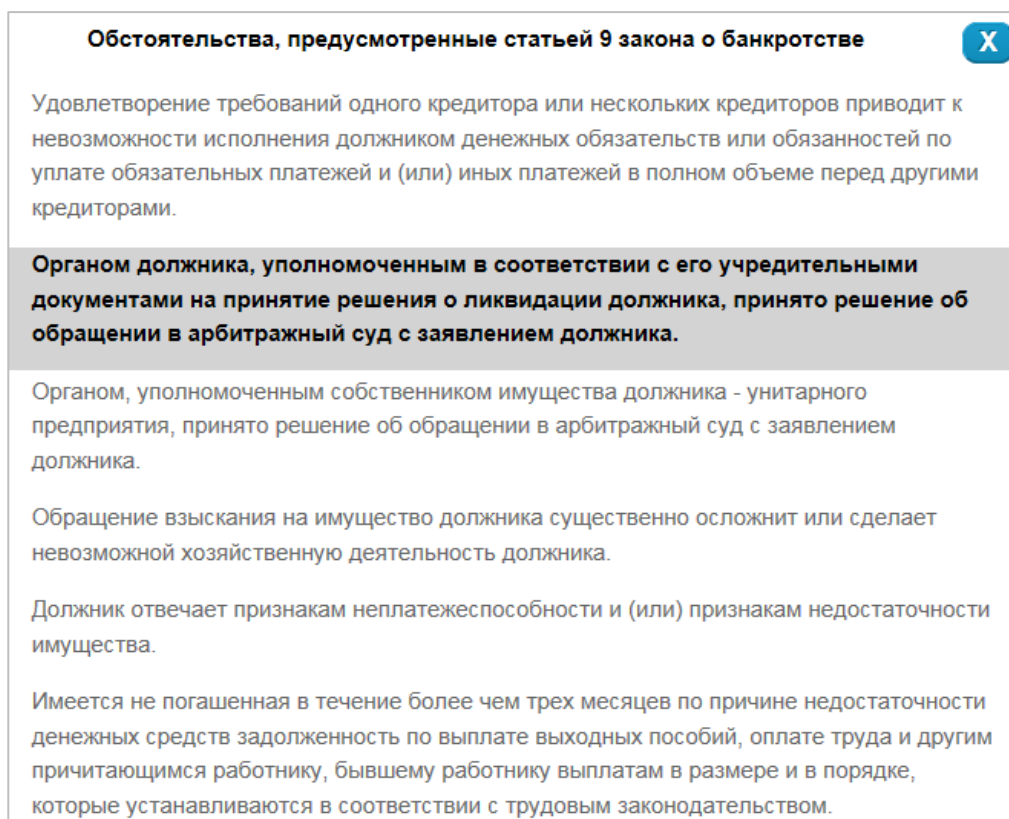 Обстоятельства, предусмотренные статьей 9 закона о банкротстве
X
Удовлетворение требований одного кредитора или нескольких кредиторов приводит к
невозможности исполнения должником денежных обязательств или обязанностей по
уплате обязательных платежей и (или) иных платежей в полном объеме перед другими
кредиторами.
Органом должника, уполномоченным в соответствии с его учредительными
документами на принятие решения о ликвидации должника, принято решение об
обращении в арбитражный суд с заявлением должника.
Органом, уполномоченным собственником имущества должника - унитарного
предприятия, принято решение об обращении в арбитражный суд с заявлением
должника.
Обращение взыскания на имущество должника существенно осложнит или сделает
невозможной хозяйственную деятельность должника.
Должник отвечает признакам неплатежеспособности и (или) признакам недостаточности
имущества.
Имеется не погашенная в течение более чем трех месяцев по причине недостаточности
денежных средств задолженность по выплате выходных пособий, оплате труда и другим
причитающимся работнику, бывшему работнику выплатам в размере и в порядке,
которые устанавливаются в соответствии с трудовым законодательством.